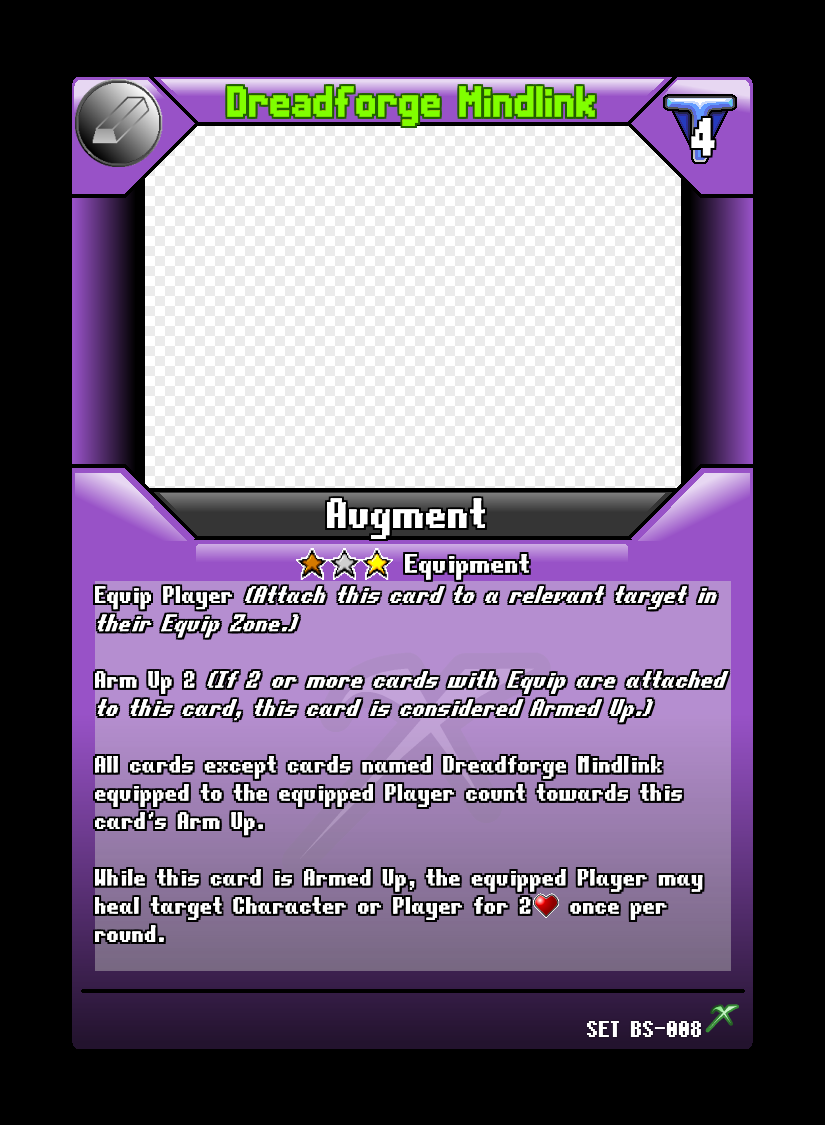 Dreadforge Mindlink
4
Augment
Equipment
Equip Player (Attach this card to a relevant target in
their Equip Zone.)
Arm Up 2 (If 2 or more cards with Equip are attached
to this card, this card is considered Armed Up.)
All cards except cards named Dreadforge Mindlink
equipped to the equipped Player count towards this
card's Arm Up.
While this card is Armed Up, the equipped Player may
heal target Character or Player for 2 once per
round.
SET BS-008